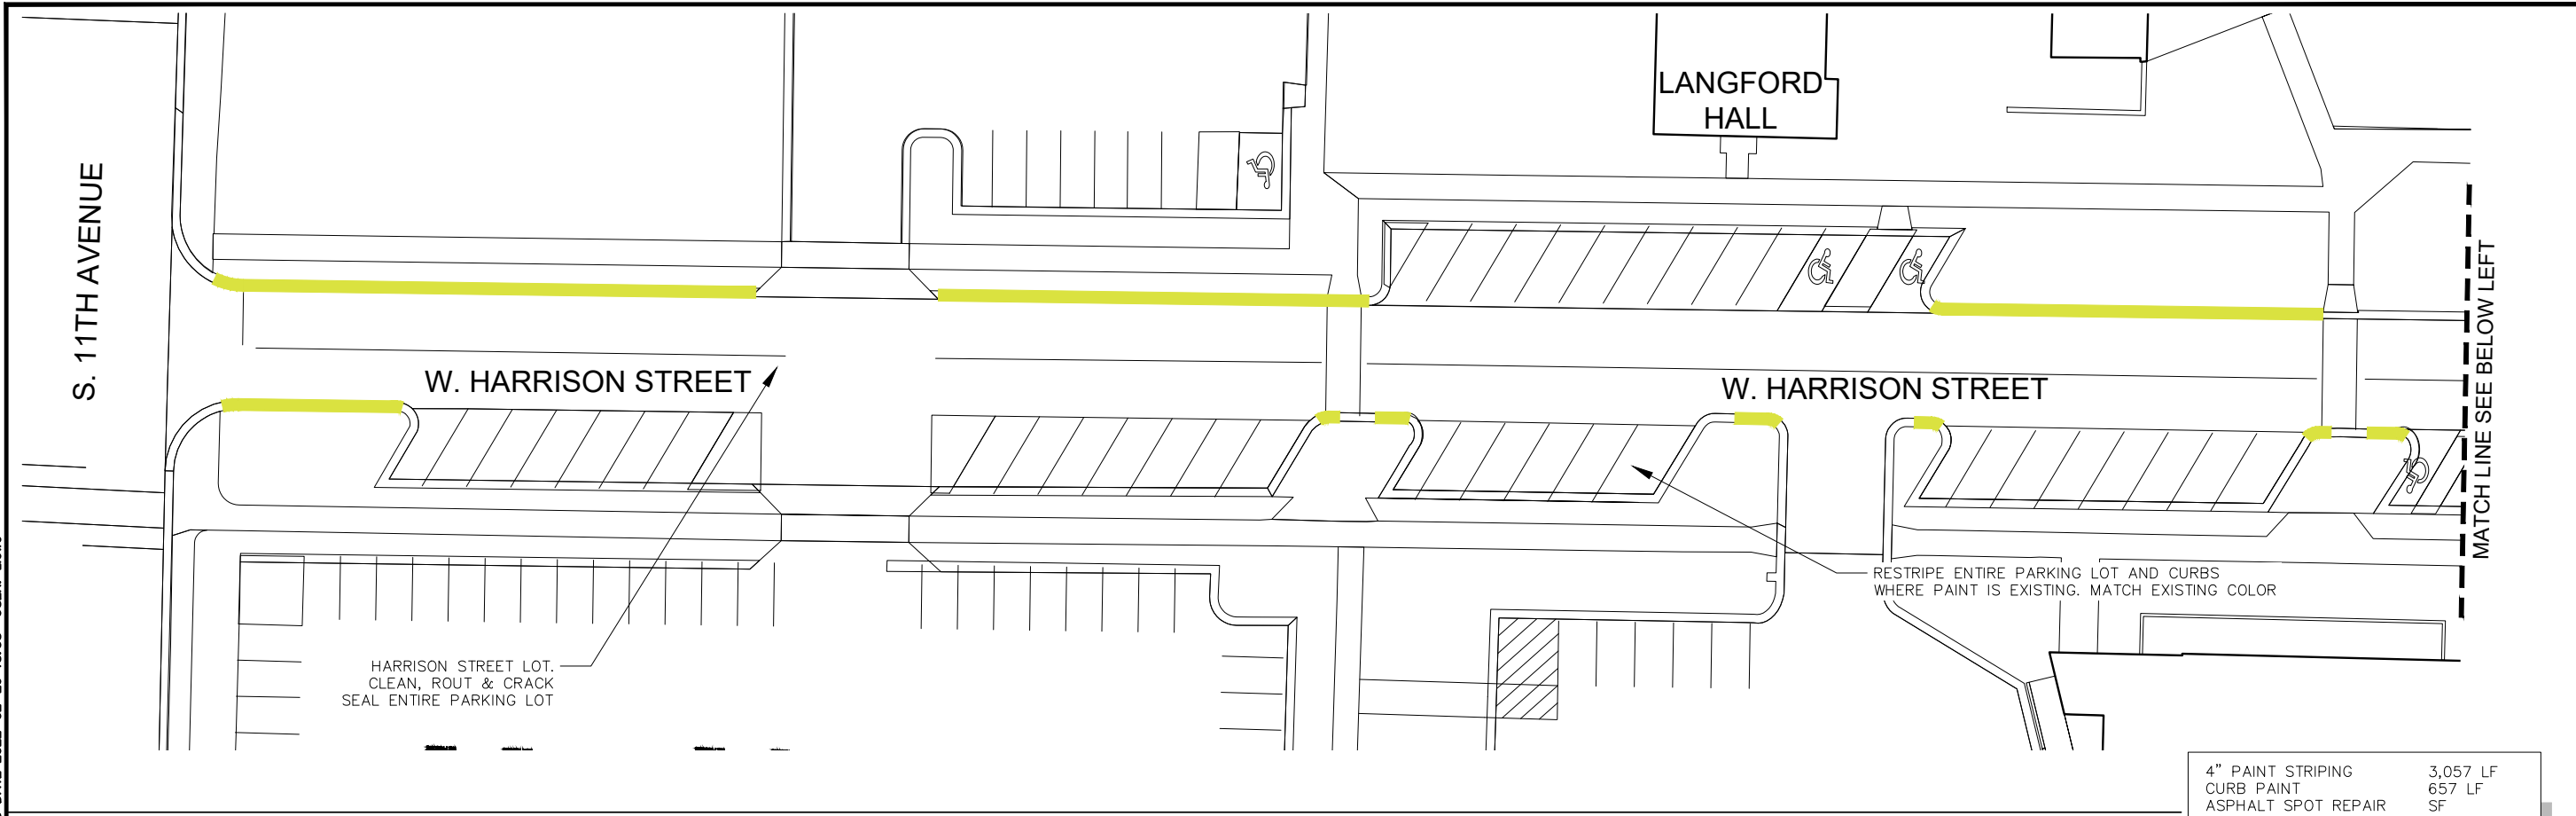 LANGFORD
HALL
S. 11TH AVENUE
W. HARRISON STREET
W. HARRISON STREET
MATCH LINE SEE BELOW LEFT
RESTRIPE ENTIRE PARKING LOT AND CURBS
WHERE PAINT IS EXISTING. MATCH EXISTING COLOR
HARRISON STREET LOT.
CLEAN, ROUT & CRACK
SEAL ENTIRE PARKING LOT
4" PAINT STRIPING 3,057 LF
CURB PAINT 657 LF
ASPHALT SPOT REPAIR SF